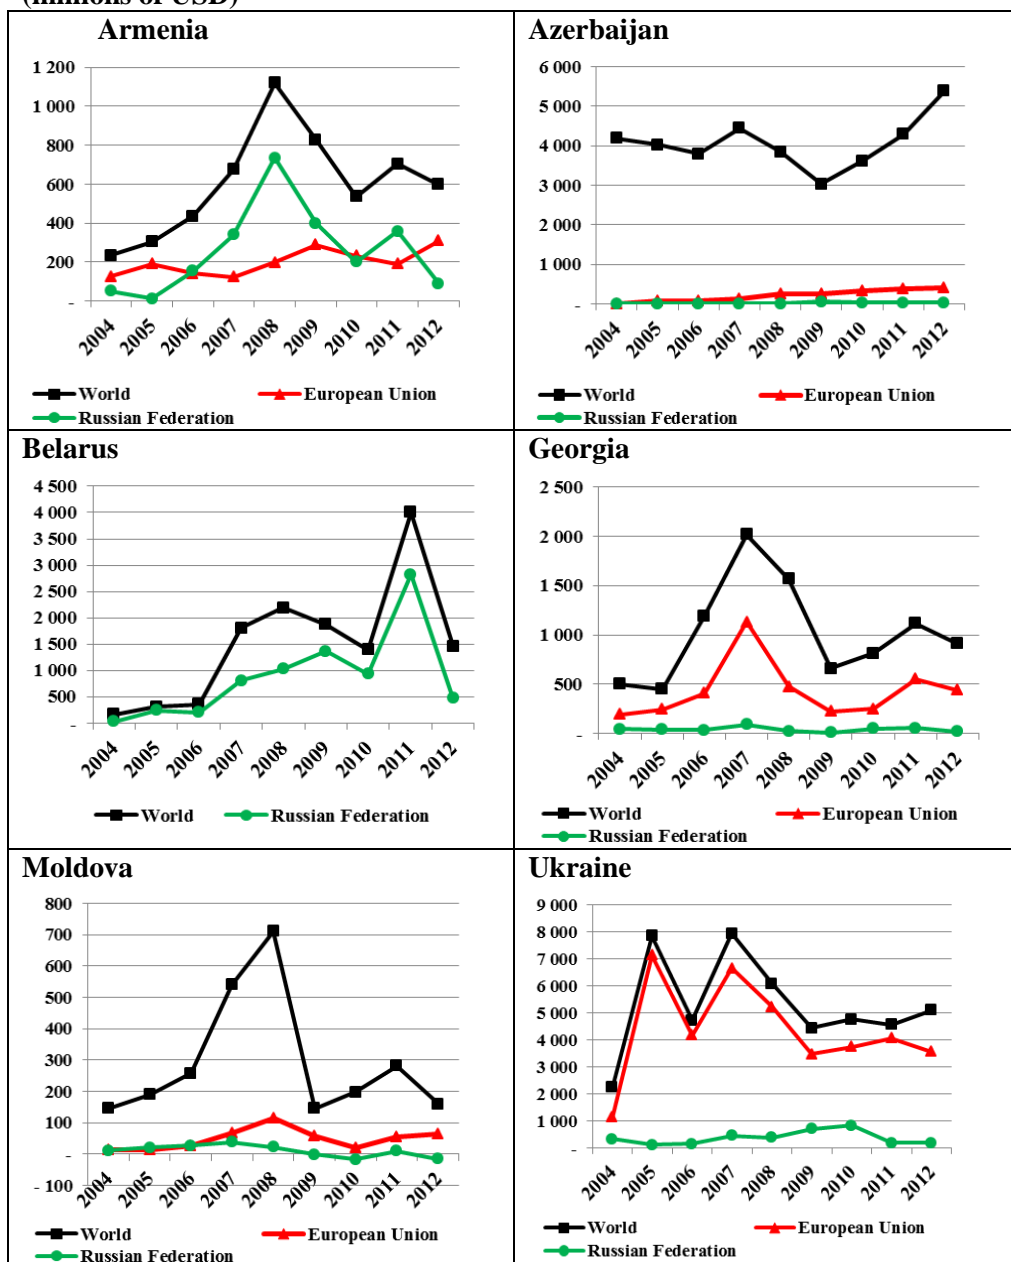 (millions of USD)
Armenia
1 200
1 000
800
600
400
200
-
2004 2005 2006 2007 2008 2009 2010 2011 2012
World European Union
Russian Federation
Azerbaijan
6 000
5 000
4 000
3 000
2 000
1 000
-
2004 2005 2006 2007 2008 2009 2010 2011 2012
World European Union
Russian Federation
Belarus
4 500
4 000
3 500
3 000
2 500
2 000
1 500
1 000
500
-
2004 2005 2006 2007 2008 2009 2010 2011 2012
World Russian Federation
Georgia
2 500
2 000
1 500
1 000
500
-
2004 2005 2006 2007 2008 2009 2010 2011 2012
World European Union
Russian Federation
Moldova
800
700
600
500
400
300
200
100
-
- 100
2004 2005 2006 2007 2008 2009 2010 2011 2012
World European Union
Russian Federation
Ukraine
9 000
8 000
7 000
6 000
5 000
4 000
3 000
2 000
1 000
-
2004 2005 2006 2007 2008 2009 2010 2011 2012
World European Union
Russian Federation